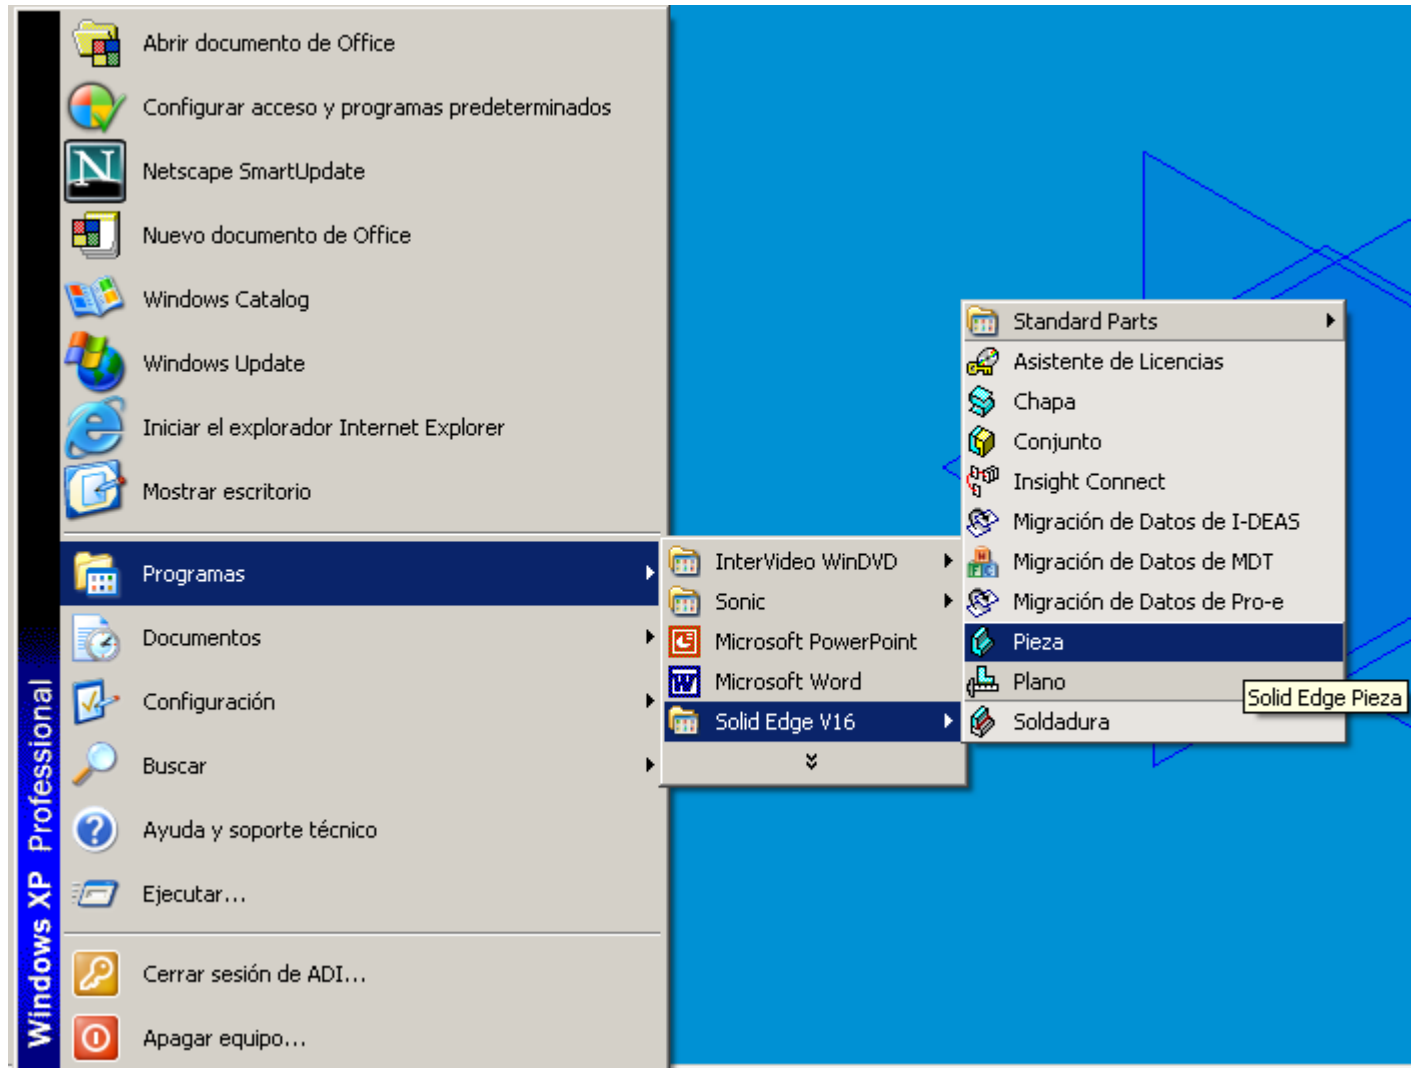 Abrir documento de Office
Configurar acceso y programas predeterminados
Netscape SmartUpdate
Nuevo documento de Office
Windows Catalog
Windows Update
Iniciar el explorador Internet Explorer
Mostrar escritorio
Programas
Documentos
Configuración
Buscar
Ayuda y soporte técnico
Ejecutar...
Cerrar sesión de ADI...
Apagar equipo...
Windows XP Professional
InterVideo WinDVD
Sonic
Microsoft PowerPoint
Microsoft Word
Solid Edge V16
Standard Parts
Asistente de Licencias
Chapa
Conjunto
Insight Connect
Migración de Datos de I-DEAS
Migración de Datos de MDT
Migración de Datos de Pro-e
Pieza
Plano
Soldadura
Solid Edge Pieza